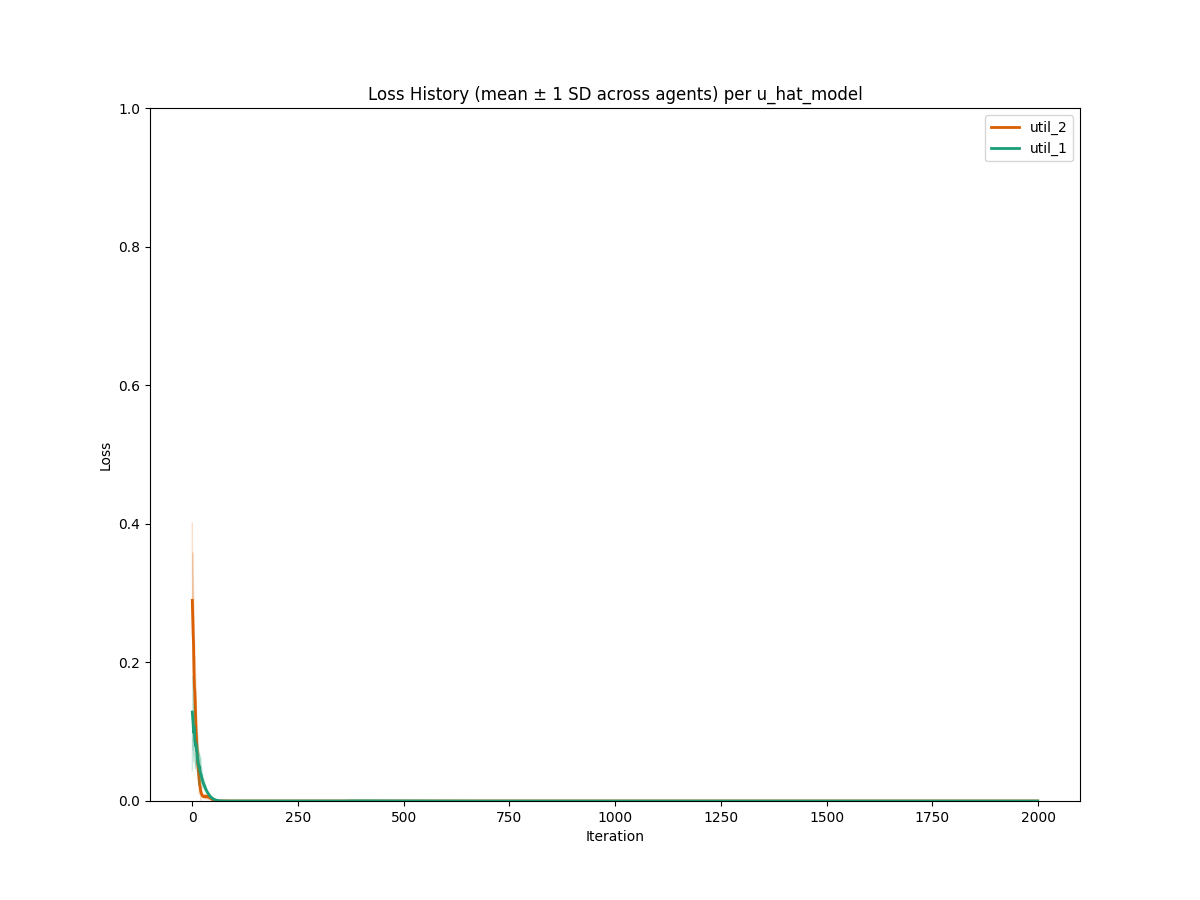 Loss History (mean ± 1 SD across agents) per u_hat_model
1.0
util_2
util_1
0.8
0.6
Loss
0.4
0.2
0.0
0 250 500 750 1000 1250 1500 1750 2000
Iteration